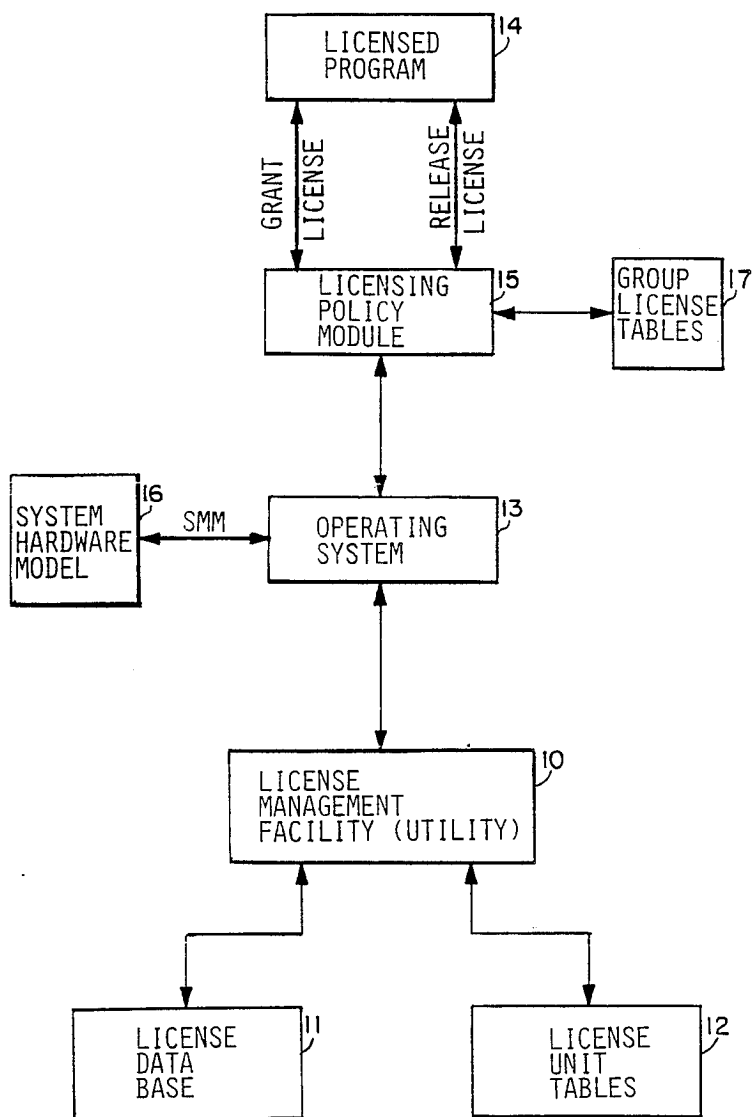 14
LICENSED
PROGRAM
GRANT
LICENSE
RELEASE
LICENSE
15
LICENSING
POLICY
MODULE
17
GROUP
LICENSE
TABLES
16
SYSTEM
HARDWARE
MODEL
SMM
13
OPERATING
SYSTEM
10
LICENSE
MANAGEMENT
FACILITY (UTILITY)
11
LICENSE
DATA
BASE
12
LICENSE
UNIT
TABLES